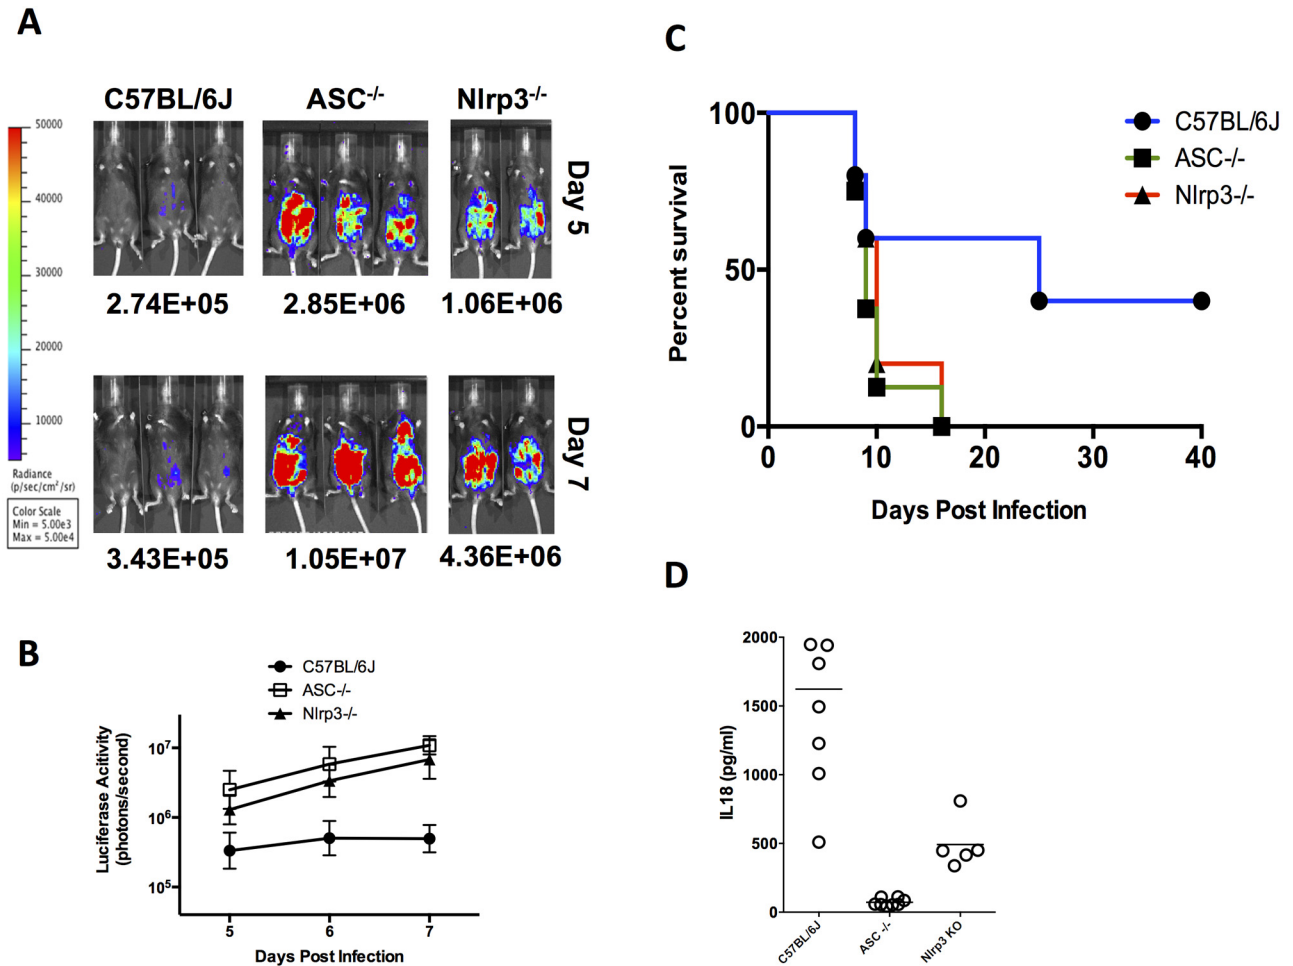 A
C57BL/6J
ASC-/-
Nlrp3-/-
50000
40000
30000
20000
10000
Radiance
(p/sec/cm²/sr)
Color Scale
Min = 5.00e3
Max = 5.00e4
Day 5
2.74E+05
2.85E+06
1.06E+06
Day 7
3.43E+05
1.05E+07
4.36E+06
B
C57BL/6J
ASC-/-
Nlrp3-/-
Luciferase Acitivity
(photons/second)
10⁷
10⁶
10⁵
5
6
7
Days Post Infection
C
C57BL/6J
ASC-/-
Nlrp3-/-
Percent survival
100
50
0
0
10
20
30
40
Days Post Infection
D
IL18 (pg/ml)
2000
1500
1000
500
0
C57BL/6J
ASC -/-
Nlrp3 KO